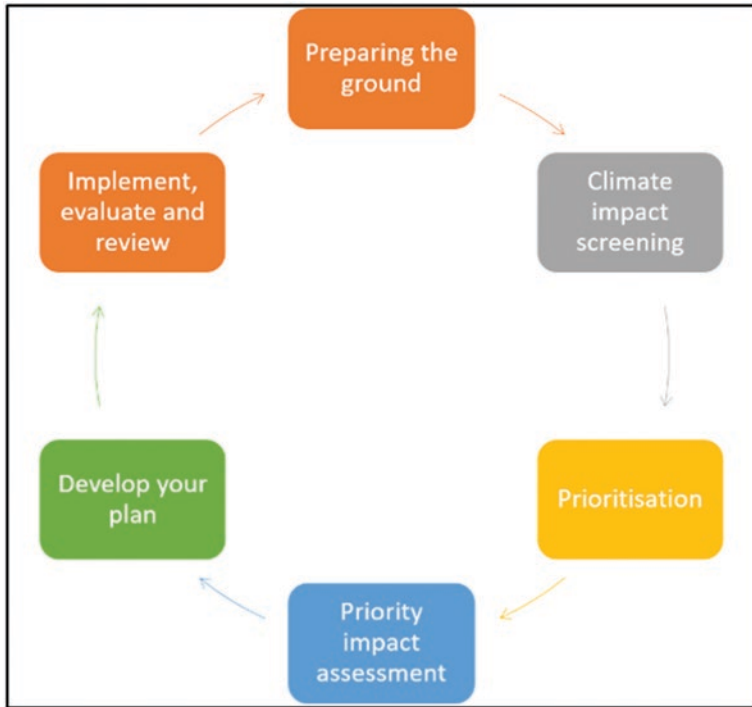 Preparing the
ground
Climate
impact
screening
Prioritisation
Priority
impact
assessment
Develop your
plan
Implement,
evaluate and
review